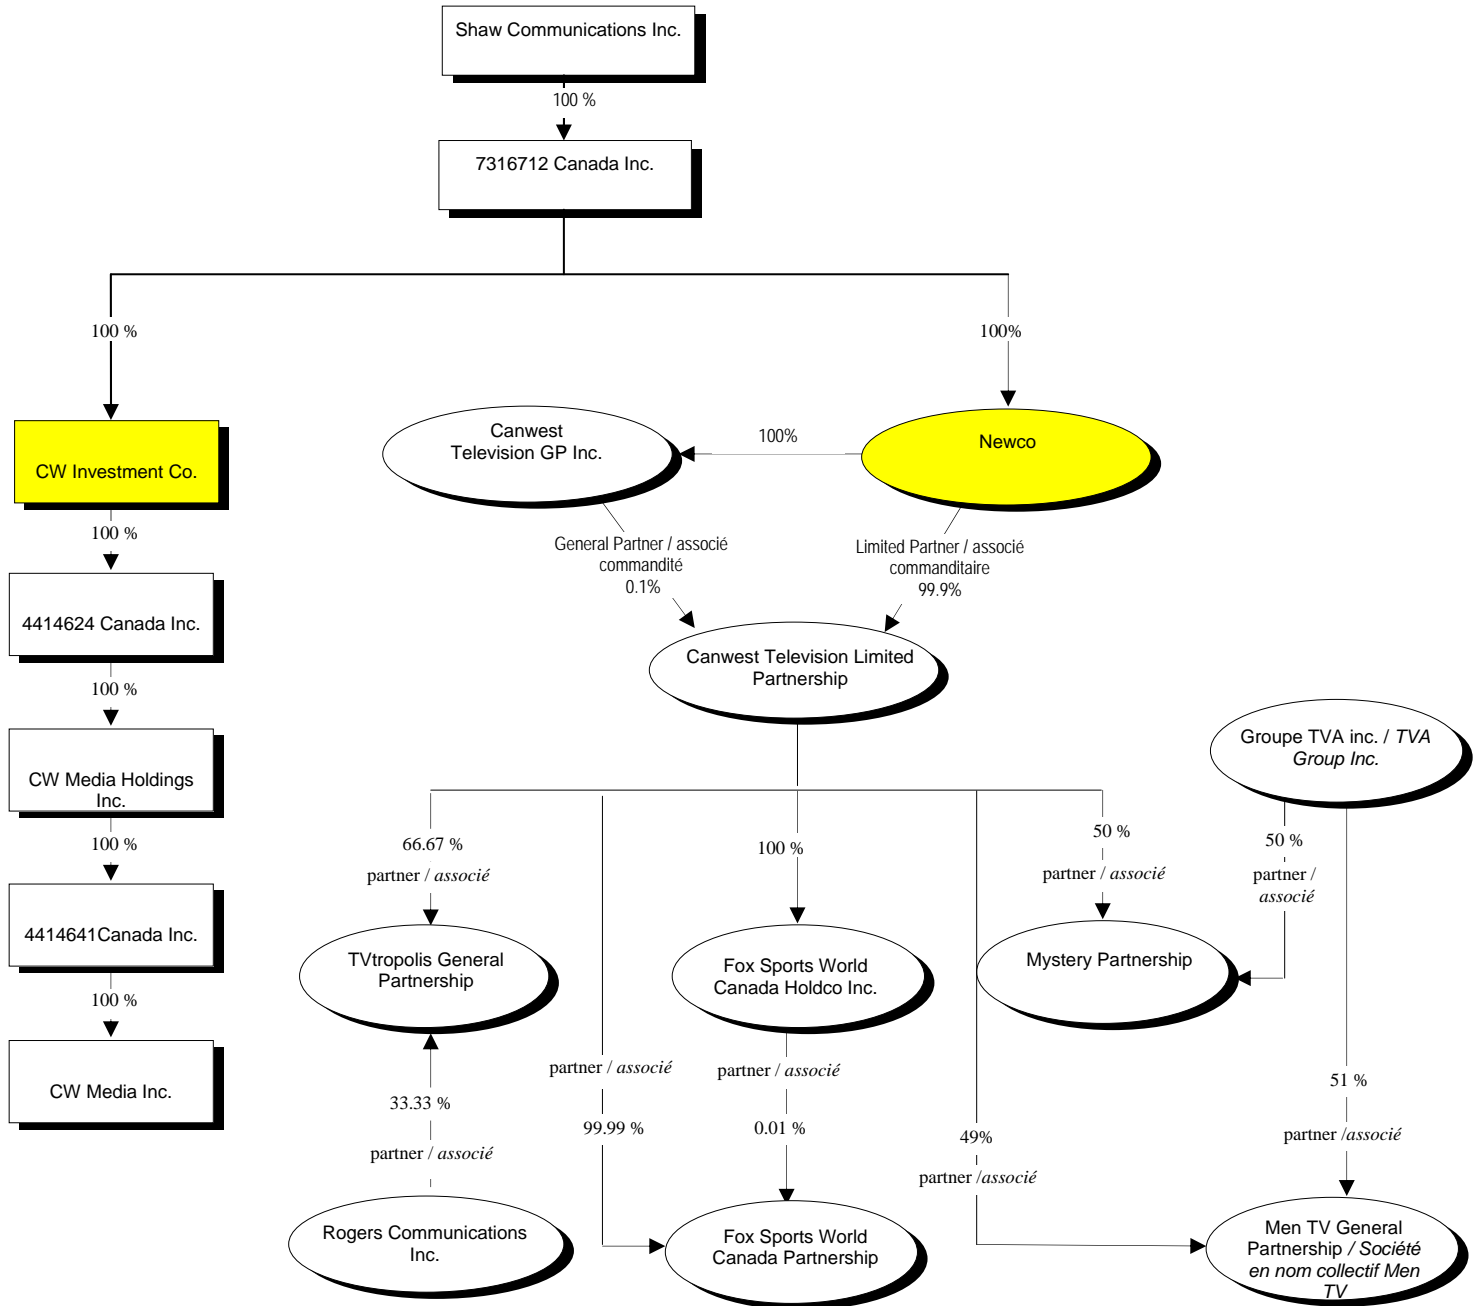 Shaw Communications Inc.
100 %
7316712 Canada Inc.
100 %
100%
Canwest
Television GP Inc.
100%
Newco
CW Investment Co.
100 %
General Partner / associé
commandité
0.1%
Limited Partner / associé
commanditaire
99.9%
4414624 Canada Inc.
Canwest Television Limited
Partnership
100 %
Groupe TVA inc. / TVA
Group Inc.
CW Media Holdings
Inc.
100 %
66.67 %
partner / associé
100 %
50 %
partner / associé
50 %
partner /
associé
4414641Canada Inc.
TVtropolis General
Partnership
Fox Sports World
Canada Holdco Inc.
Mystery Partnership
100 %
CW Media Inc.
33.33 %
partner / associé
partner / associé
99.99 %
partner / associé
0.01 %
49%
partner /associé
51 %
partner /associé
Rogers Communications
Inc.
Fox Sports World
Canada Partnership
Men TV General
Partnership / Société
en nom collectif Men
TV